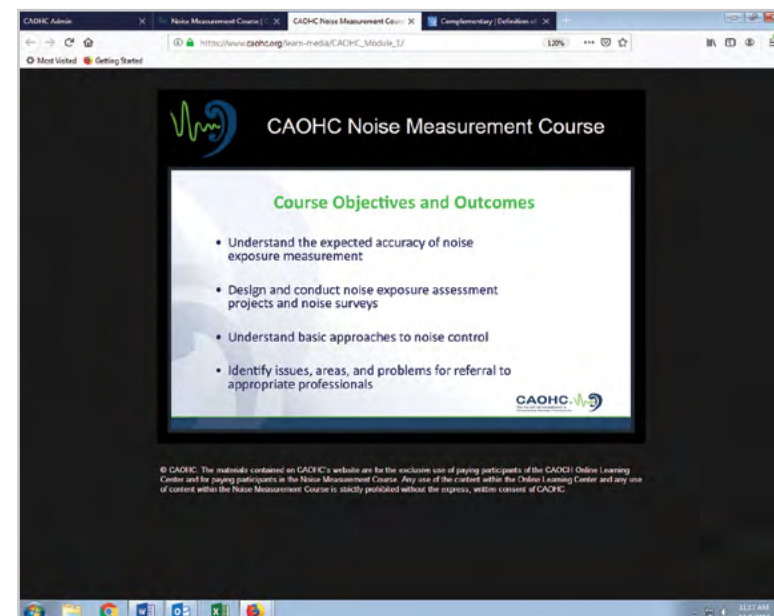 CAOHC Admin
Noise Measurement Course | C
CAOHC Noise Measurement Cour
Complementary | Definition of
https://www.caohc.org/learn-media/CAOHC_Module_1/
120%
Most Visited
Getting Started
CAOHC Noise Measurement Course
Course Objectives and Outcomes
• Understand the expected accuracy of noise
exposure measurement
• Design and conduct noise exposure assessment
projects and noise surveys
• Understand basic approaches to noise control
• Identify issues, areas, and problems for referral to
appropriate professionals
CAOHC
© CAOHC. The materials contained on CAOHC's website are for the exclusive use of paying participants of the CAOCH Online Learning
Center and for paying participants in the Noise Measurement Course. Any use of the content within the Online Learning Center and any use
of content within the Noise Measurement Course is strictly prohibited without the express, written consent of CAOHC.
11:17 AM